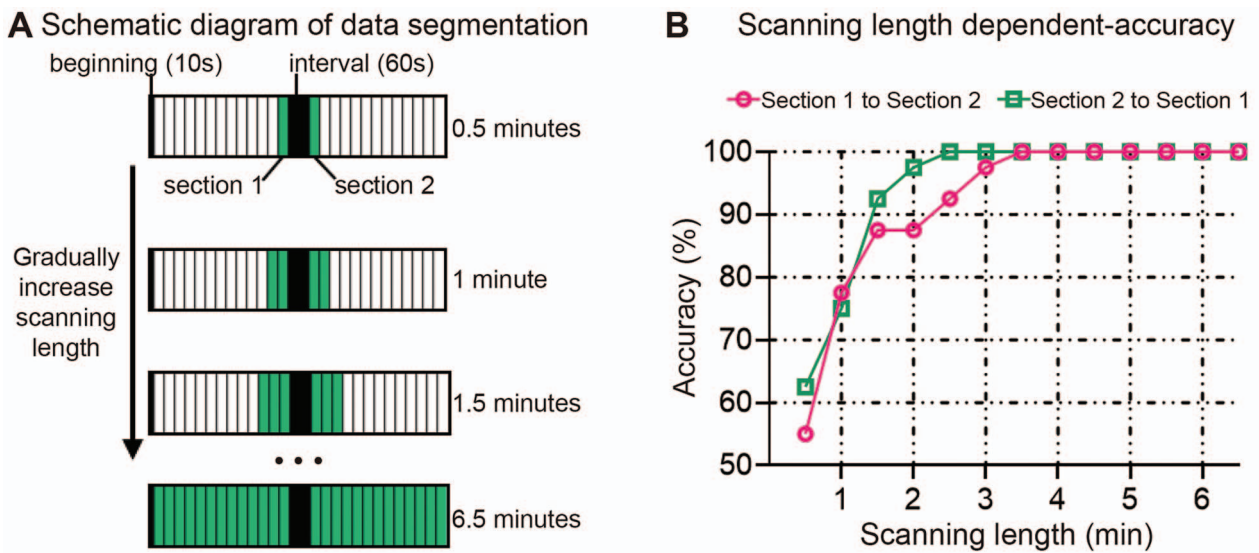 A Schematic diagram of data segmentation
beginning (10s)
interval (60s)
0.5 minutes
section 1
section 2
Gradually
increase
scanning
length
1 minute
1.5 minutes
6.5 minutes
B Scanning length dependent-accuracy
Section 1 to Section 2
Section 2 to Section 1
Accuracy (%)
100
90
80
70
60
50
1 2 3 4 5 6
Scanning length (min)